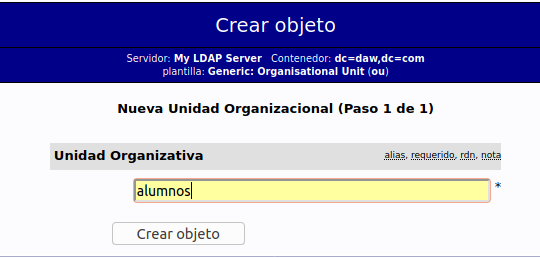 Crear objeto
Servidor: My LDAP Server Contenedor: dc=daw,dc=com
plantilla: Generic: Organisational Unit (ou)
Nueva Unidad Organizacional (Paso 1 de 1)
Unidad Organizativa alias, requerido, rdn, nota
alumnos *
Crear objeto